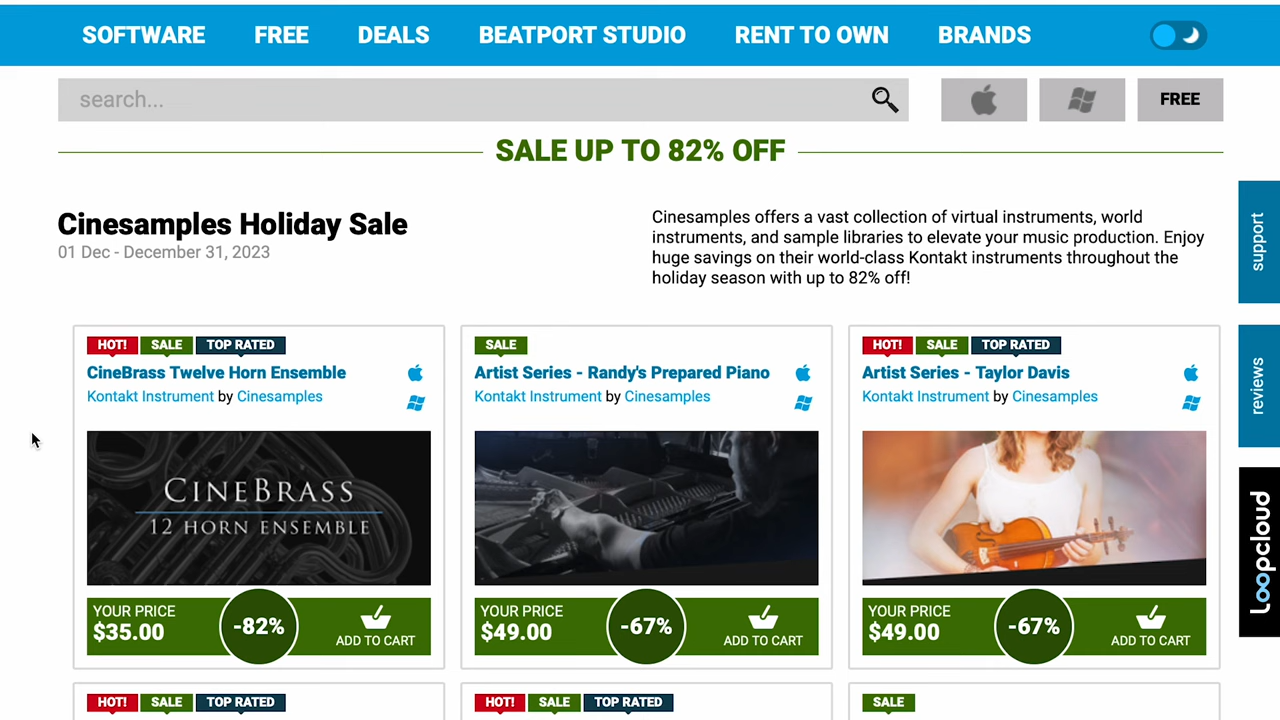 SOFTWARE FREE DEALS BEATPORT STUDIO RENT TO OWN BRANDS
search...
FREE
SALE UP TO 82% OFF
Cinesamples Holiday Sale
01 Dec - December 31, 2023
Cinesamples offers a vast collection of virtual instruments, world
instruments, and sample libraries to elevate your music production. Enjoy
huge savings on their world-class Kontakt instruments throughout the
holiday season with up to 82% off!
support
reviews
Loopcloud
HOT! SALE TOP RATED
CineBrass Twelve Horn Ensemble
Kontakt Instrument by Cinesamples
CINEBRASS
12 HORN ENSEMBLE
YOUR PRICE
$35.00
-82%
ADD TO CART
SALE
Artist Series - Randy's Prepared Piano
Kontakt Instrument by Cinesamples
YOUR PRICE
$49.00
-67%
ADD TO CART
HOT! SALE TOP RATED
Artist Series - Taylor Davis
Kontakt Instrument by Cinesamples
YOUR PRICE
$49.00
-67%
ADD TO CART
HOT! SALE TOP RATED
HOT! SALE TOP RATED
SALE